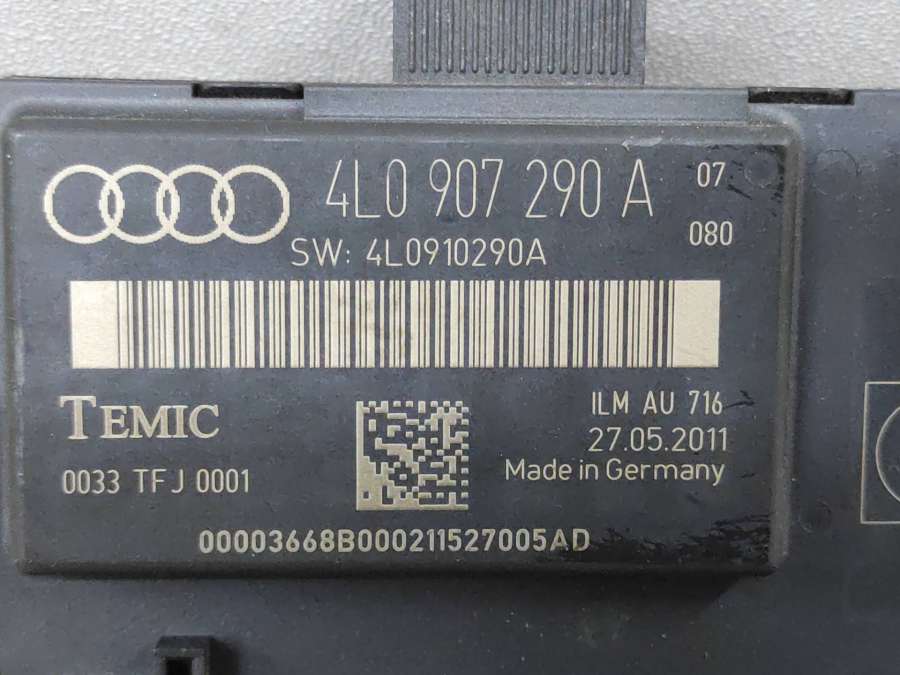 4L0 907 290 A 07
080
SW: 4L0910290A
TEMIC
ILM AU 716
27.05.2011
0033 TFJ 0001
Made in Germany
00003668B000211527005AD